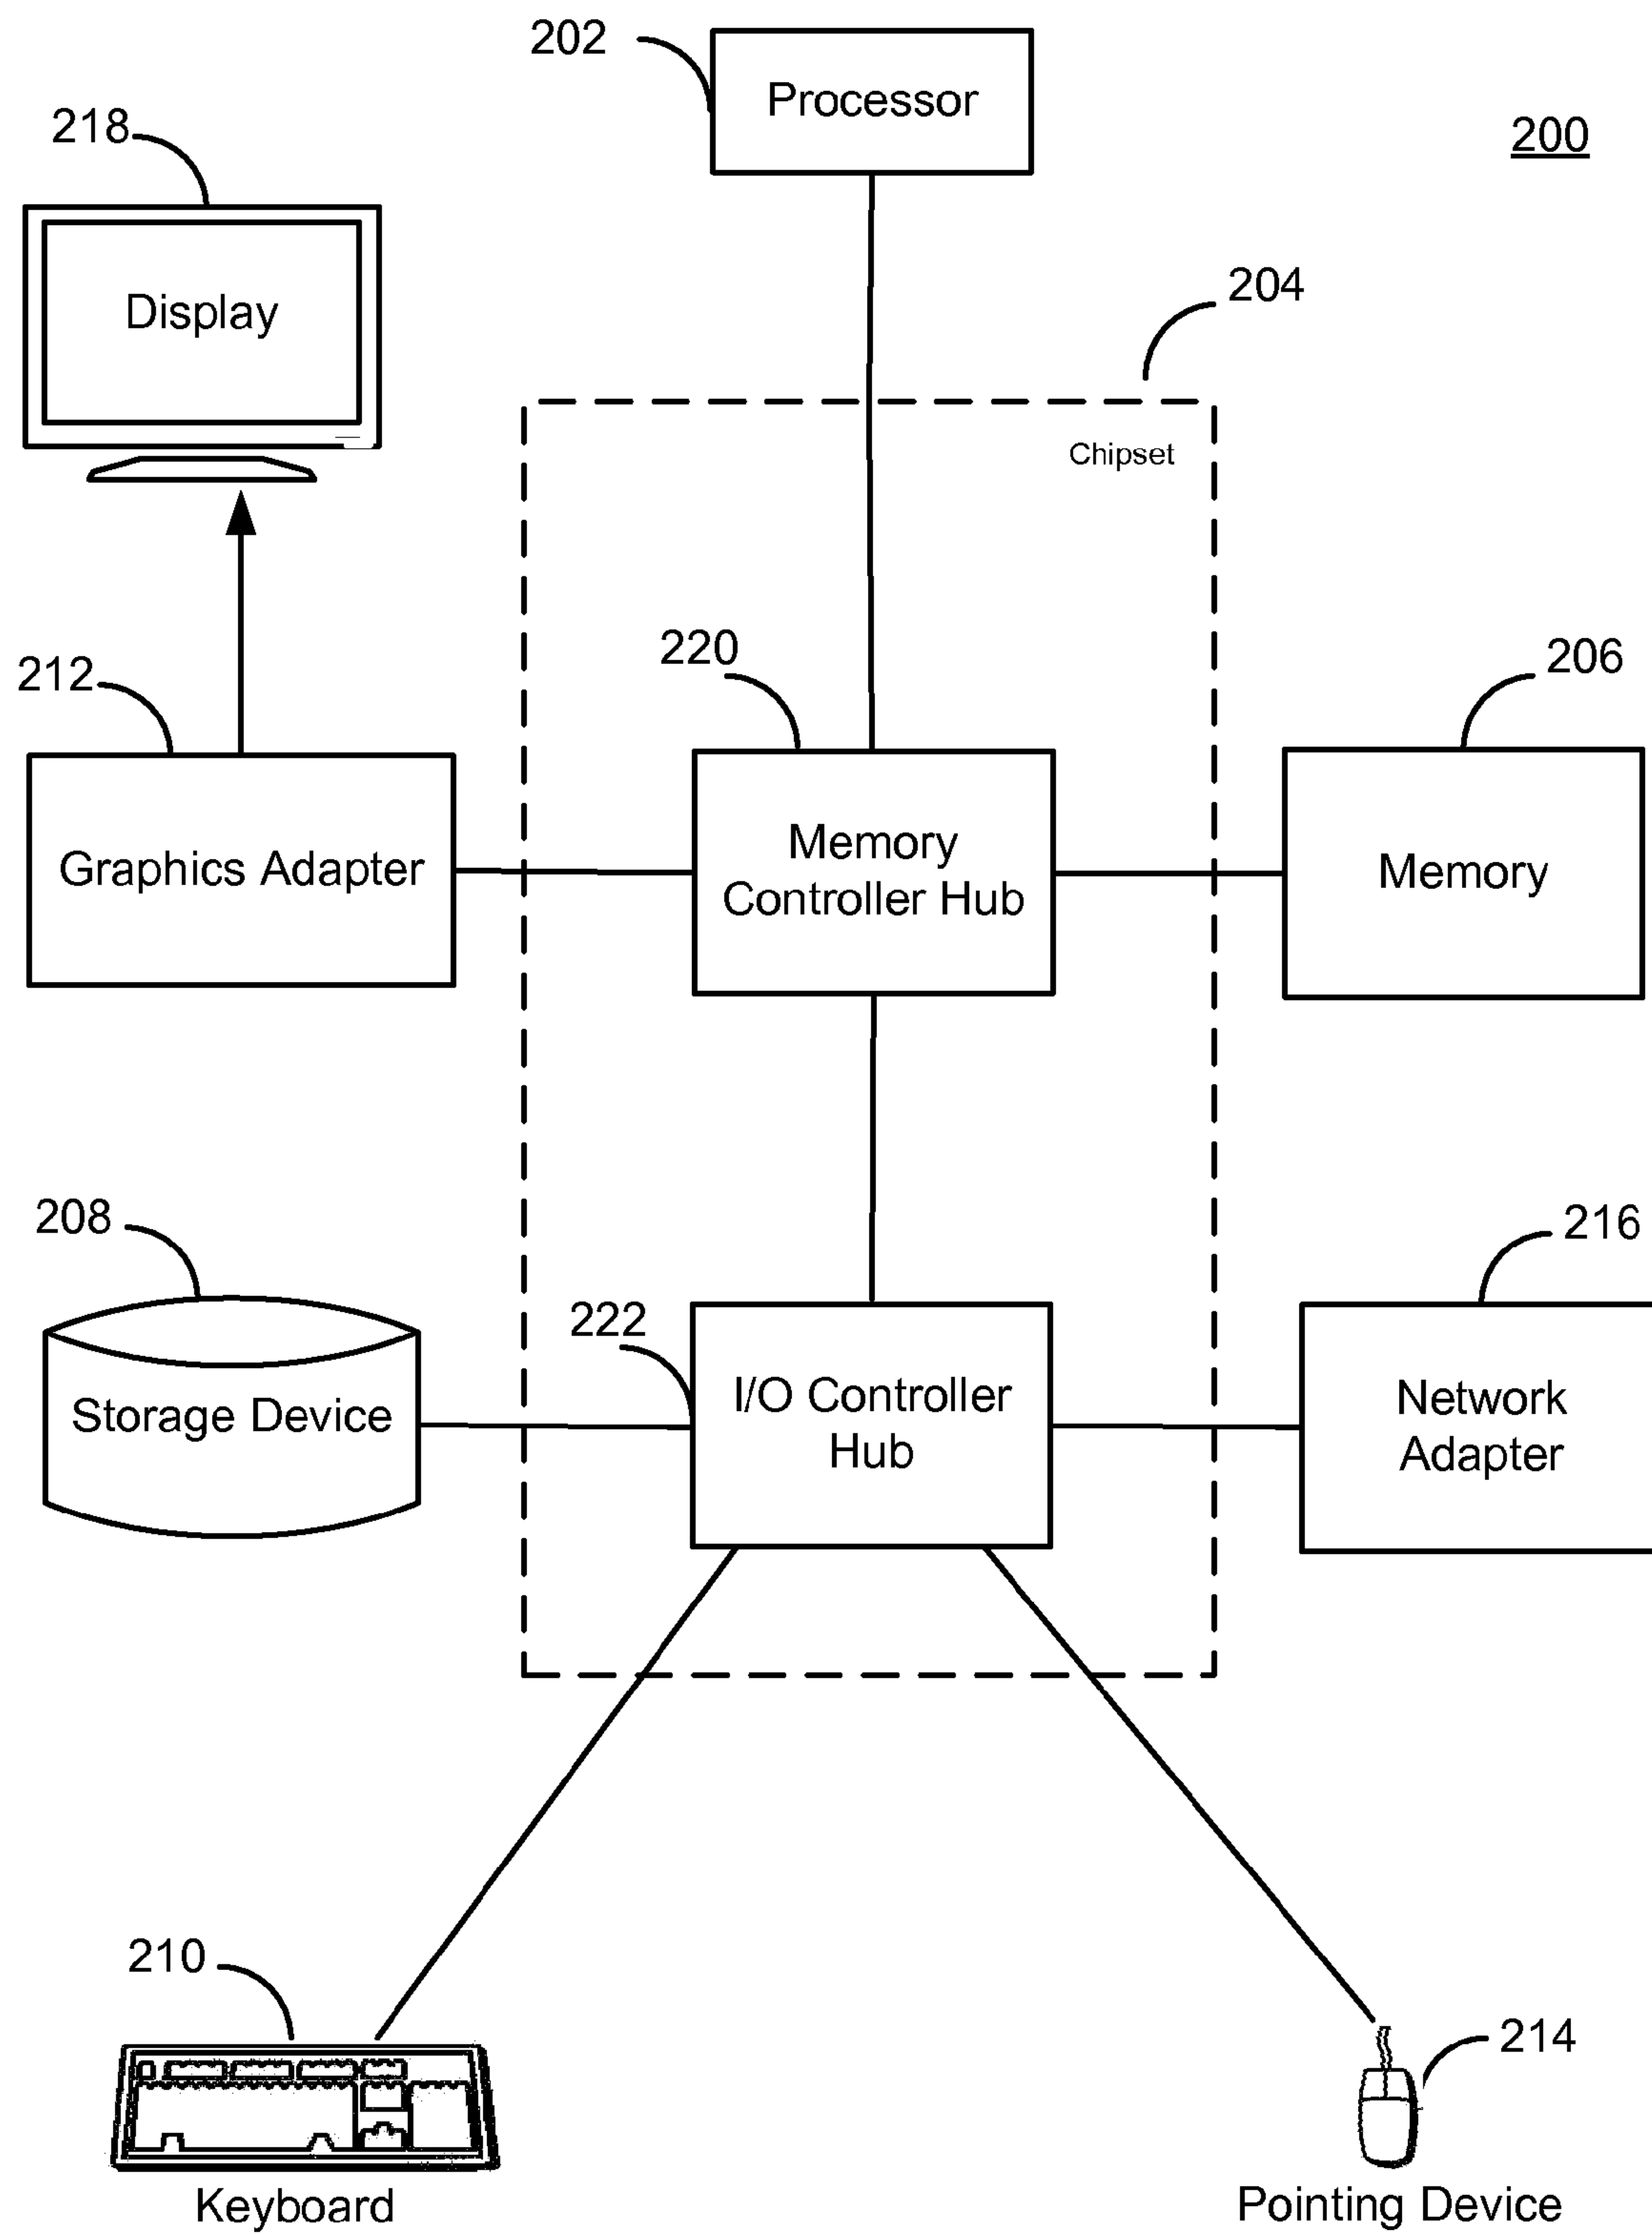 202
Processor
200
218
Display
204
Chipset
220
212
206
Graphics Adapter
Memory
Controller Hub
Memory
208
222
216
Storage Device
I/O Controller
Hub
Network
Adapter
210
214
Keyboard
Pointing Device